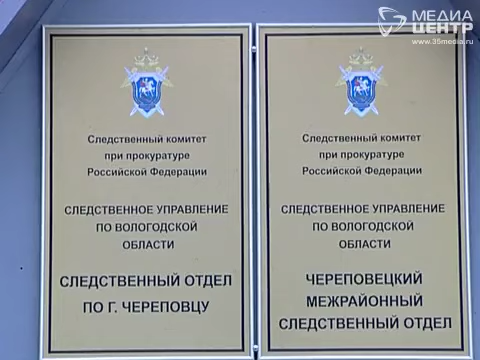 МЕДИА
ЦЕНТР
www.35media.ru
Следственный комитет
при прокуратуре
Российской Федерации
СЛЕДСТВЕННОЕ УПРАВЛЕНИЕ
ПО ВОЛОГОДСКОЙ
ОБЛАСТИ
СЛЕДСТВЕННЫЙ ОТДЕЛ
ПО Г. ЧЕРЕПОВЦУ
Следственный комитет
при прокуратуре
Российской Федерации
СЛЕДСТВЕННОЕ УПРАВЛЕНИЕ
ПО ВОЛОГОДСКОЙ
ОБЛАСТИ
ЧЕРЕПОВЕЦКИЙ
МЕЖРАЙОННЫЙ
СЛЕДСТВЕННЫЙ ОТДЕЛ